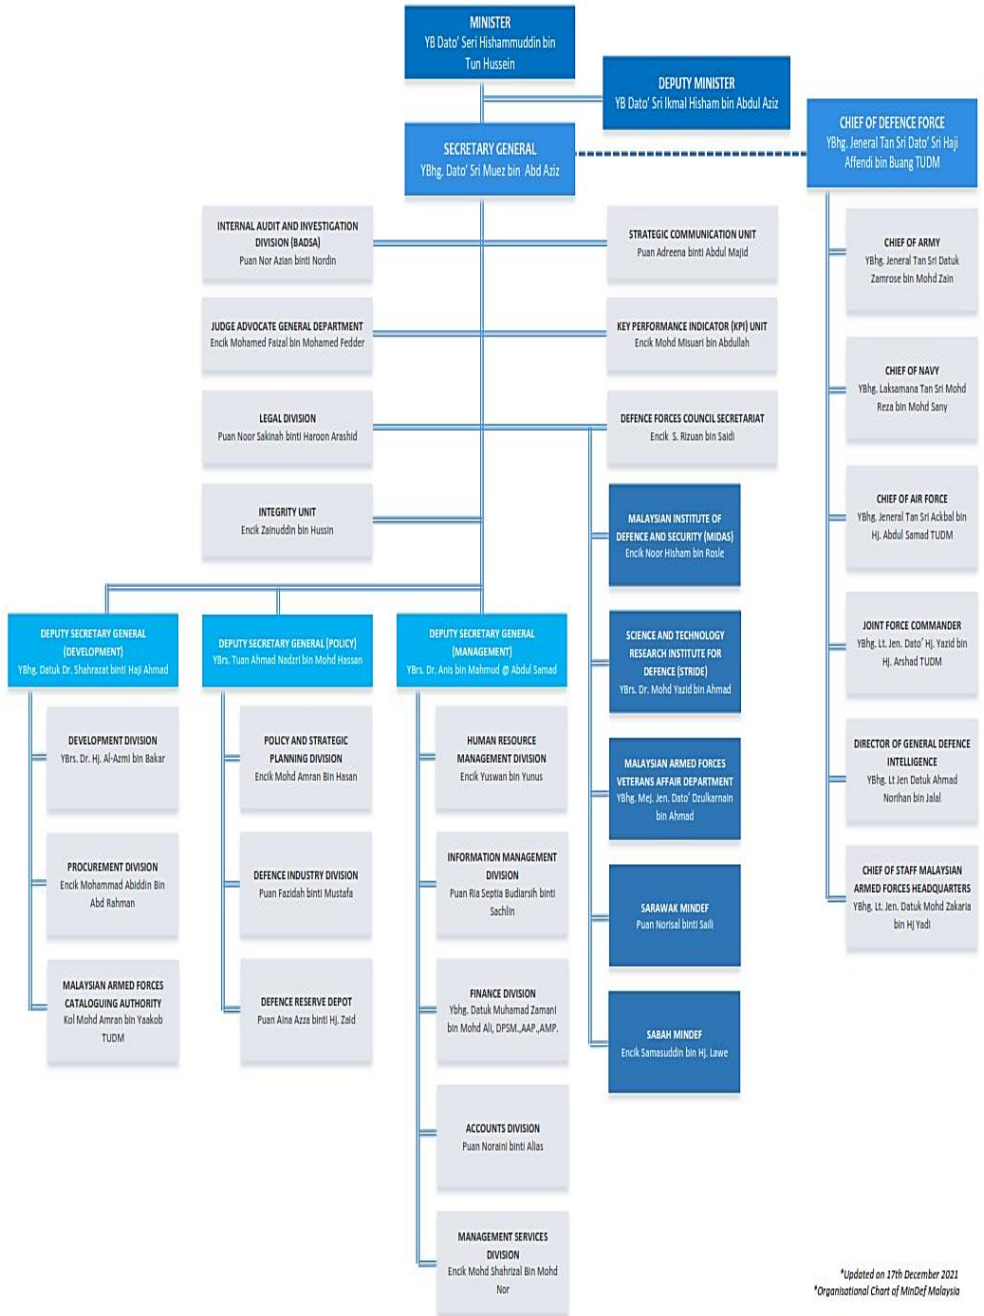 MINISTER
YB Dato' Seri Hishammuddin bin
Tun Hussein
DEPUTY MINISTER
YB Dato' Sri Ikmal Hisham bin Abdul Aziz
SECRETARY GENERAL
YBhg. Dato' Sri Muez bin Abd Aziz
CHIEF OF DEFENCE FORCE
YBhg. Jeneral Tan Sri Dato' Sri Haji
Affendi bin Buang TUDM
INTERNAL AUDIT AND INVESTIGATION
DIVISION (BADSA)
Puan Nor Azian binti Nordin
STRATEGIC COMMUNICATION UNIT
Puan Adreena binti Abdul Majid
JUDGE ADVOCATE GENERAL DEPARTMENT
Encik Mohamed Faizal bin Mohamed Fedder
KEY PERFORMANCE INDICATOR (KPI) UNIT
Encik Mohd Misuari bin Abdullah
LEGAL DIVISION
Puan Noor Sakinah binti Haroon Arashid
DEFENCE FORCES COUNCIL SECRETARIAT
Encik S. Rizuan bin Saidi
INTEGRITY UNIT
Encik Zainuddin bin Hussin
MALAYSIAN INSTITUTE OF
DEFENCE AND SECURITY (MIDAS)
Encik Noor Hisham bin Rosle
SCIENCE AND TECHNOLOGY
RESEARCH INSTITUTE FOR
DEFENCE (STRIDE)
YBrs. Dr. Mohd Yazid bin Ahmad
MALAYSIAN ARMED FORCES
VETERANS AFFAIR DEPARTMENT
YBhg. Mej. Jen. Dato' Dzulkarnain
bin Ahmad
SARAWAK MINDEF
Puan Norisal binti Saili
SABAH MINDEF
Encik Samasuddin bin Hj. Lawe
CHIEF OF ARMY
YBhg. Jeneral Tan Sri Datuk
Zamrose bin Mohd Zain
CHIEF OF NAVY
YBhg. Laksamana Tan Sri Mohd
Reza bin Mohd Sany
CHIEF OF AIR FORCE
YBhg. Jeneral Tan Sri Ackbal bin
Hj. Abdul Samad TUDM
JOINT FORCE COMMANDER
YBhg. Lt. Jen. Dato' Hj. Yazid bin
Hj. Arshad TUDM
DIRECTOR OF GENERAL DEFENCE
INTELLIGENCE
YBhg. Lt Jen Datuk Ahmad
Norihan bin Jalal
CHIEF OF STAFF MALAYSIAN
ARMED FORCES HEADQUARTERS
YBhg. Lt. Jen. Datuk Mohd Zakaria
bin Hj Yadi
DEPUTY SECRETARY GENERAL
(DEVELOPMENT)
YBhg. Datuk Dr. Shahrazat binti Haji Ahmad
DEPUTY SECRETARY GENERAL (POLICY)
YBrs. Tuan Ahmad Nadzri bin Mohd Hassan
DEPUTY SECRETARY GENERAL
(MANAGEMENT)
YBrs. Dr. Anis bin Mahmud @ Abdul Samad
DEVELOPMENT DIVISION
YBrs. Dr. Hj. Al-Azmi bin Bakar
PROCUREMENT DIVISION
Encik Mohammad Abiddin Bin
Abd Rahman
MALAYSIAN ARMED FORCES
CATALOGUING AUTHORITY
Kol Mohd Amran bin Yaakob
TUDM
POLICY AND STRATEGIC
PLANNING DIVISION
Encik Mohd Amran Bin Hasan
DEFENCE INDUSTRY DIVISION
Puan Fazidah binti Mustafa
DEFENCE RESERVE DEPOT
Puan Aina Azza binti HJ. Zaid
HUMAN RESOURCE
MANAGEMENT DIVISION
Encik Yuswan bin Yunus
INFORMATION MANAGEMENT
DIVISION
Puan Ria Septia Budiarsih binti
Sachlin
FINANCE DIVISION
Ybhg. Datuk Muhamad Zamani
bin Mohd Ali, DPSM.,AAP.,AMP.
ACCOUNTS DIVISION
Puan Noraini binti Alias
MANAGEMENT SERVICES
DIVISION
Encik Mohd Shahrizal Bin Mohd
Nor
*Updated on 17th December 2021
*Organisational Chart of MinDef Malaysia